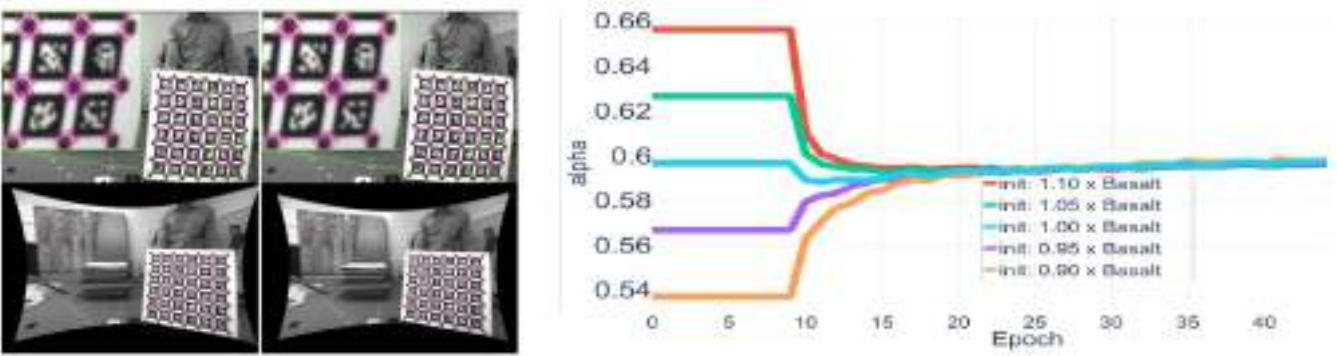 0.66
0.64
0.62
0.6
0.58
0.56
0.54
alpha
init: 1.10 x Basalt
init: 1.05 x Basalt
init: 1.00 x Basalt
init: 0.95 x Basalt
init: 0.90 x Basalt
0 5 10 15 20 25 30 35 40
Epoch